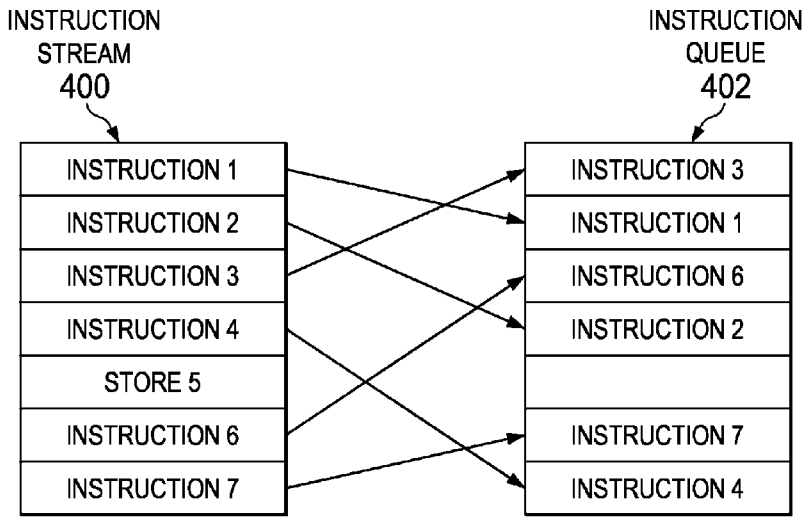 INSTRUCTION
STREAM
400
INSTRUCTION 1
INSTRUCTION 2
INSTRUCTION 3
INSTRUCTION 4
STORE 5
INSTRUCTION 6
INSTRUCTION 7
INSTRUCTION
QUEUE
402
INSTRUCTION 3
INSTRUCTION 1
INSTRUCTION 6
INSTRUCTION 2
INSTRUCTION 7
INSTRUCTION 4